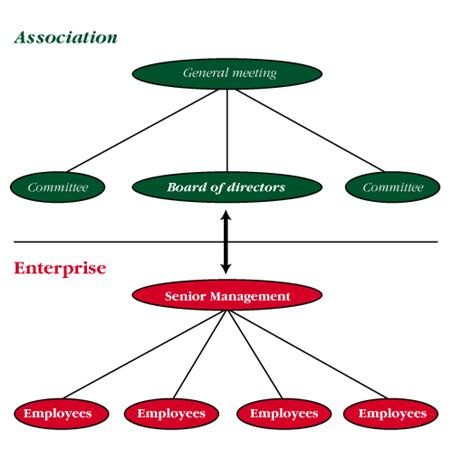 Association
General meeting
Committee
Board of directors
Committee
Enterprise
Senior Management
Employees
Employees
Employees
Employees